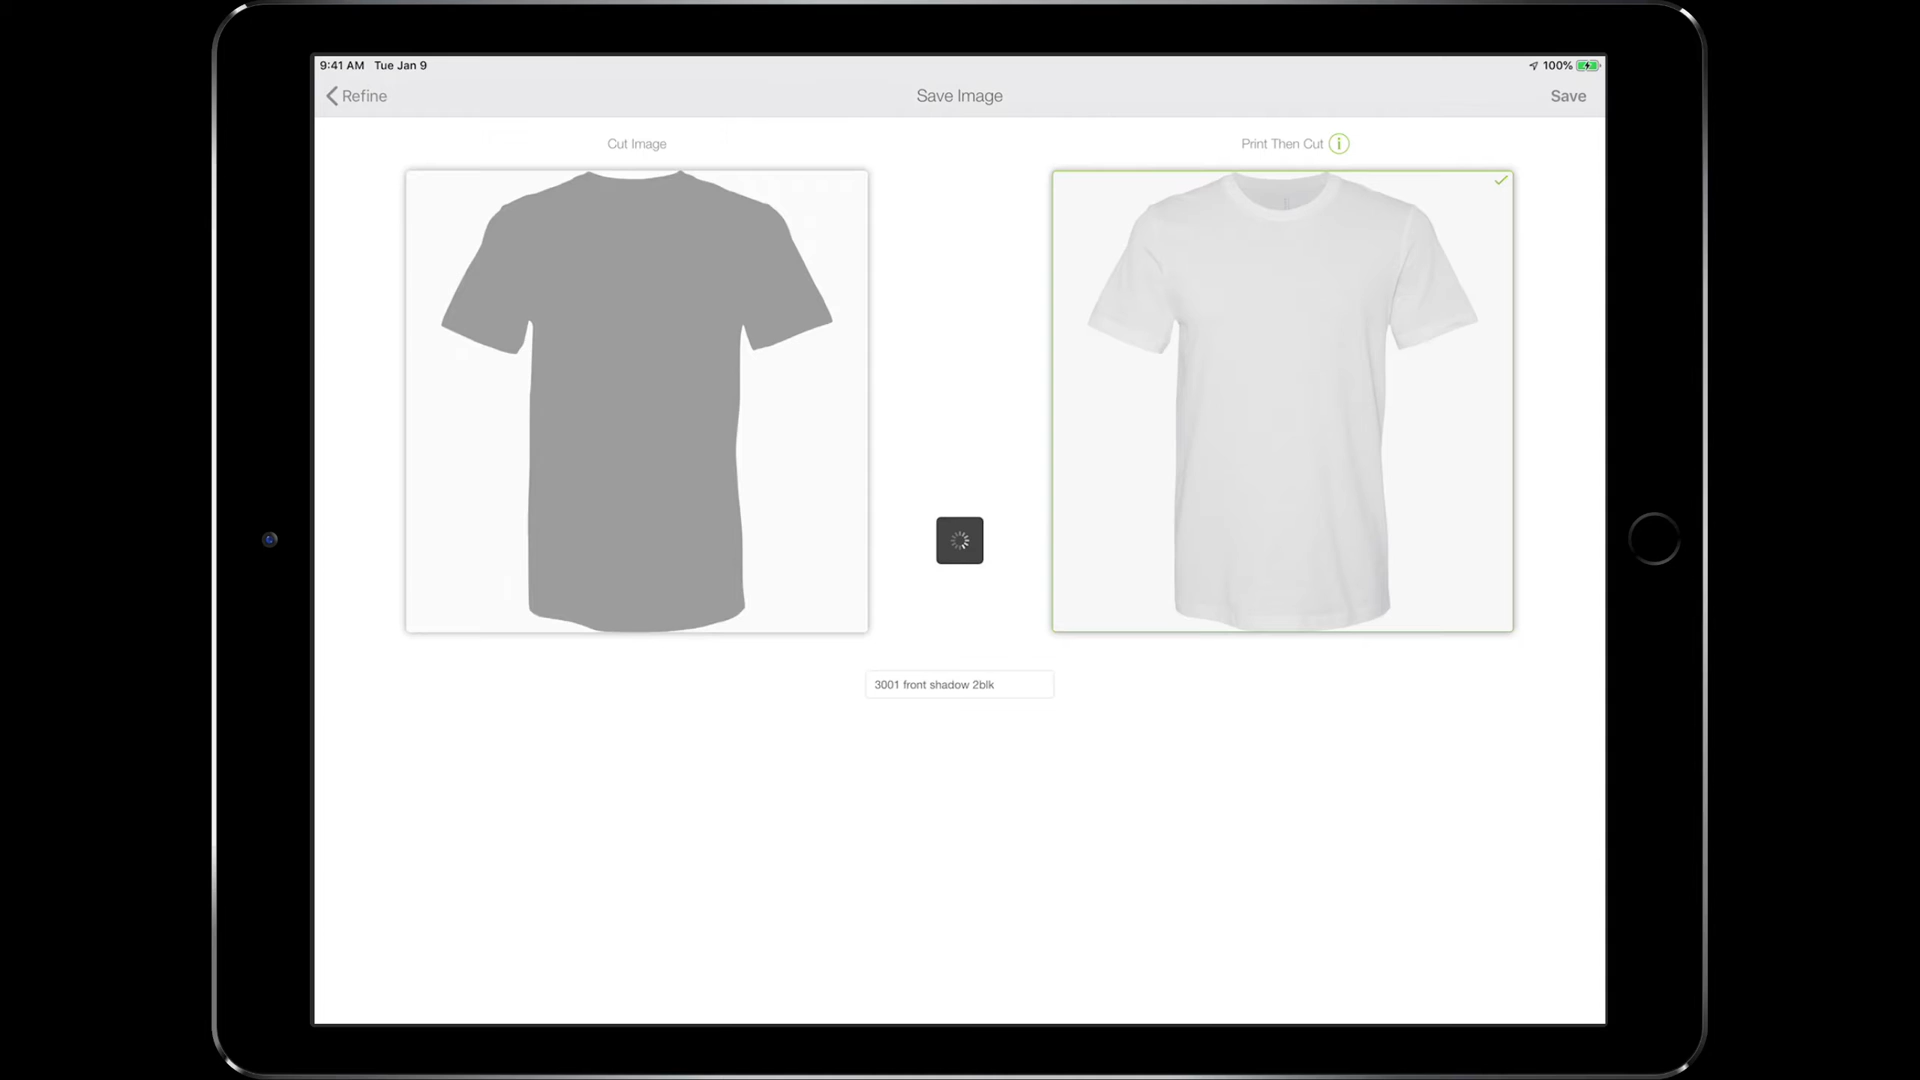 9:41 AM Tue Jan 9
100%
Refine
Save Image
Save
Cut Image
Print Then Cut
3001 front shadow 2blk